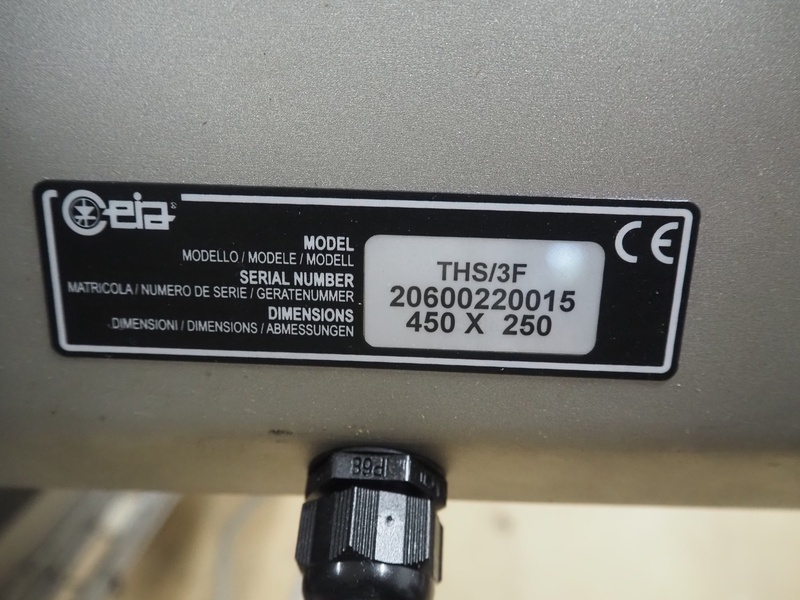 Ceia®
CE
MODEL
MODELLO / MODELE / MODELL
THS/3F
SERIAL NUMBER
MATRICOLA / NUMERO DE SERIE / GERATENUMMER
20600220015
DIMENSIONS
DIMENSIONI / DIMENSIONS / ABMESSUNGEN
450 X 250
P68